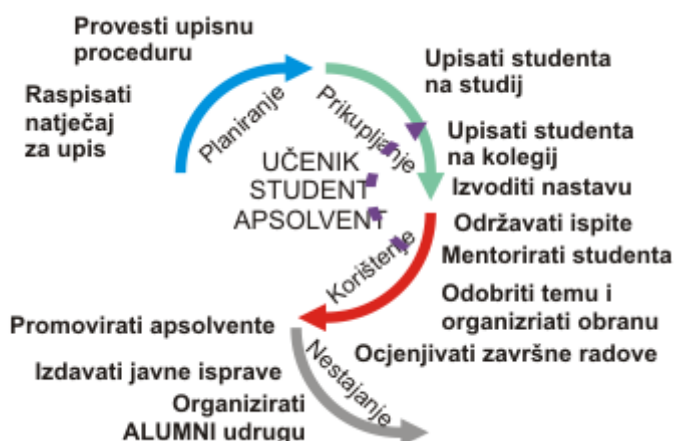 Provesti upisnu
proceduru
Raspisati
natječaj
za upis
Planiranje
Prikupljanje
Upisati studenta
na studij
Upisati studenta
na kolegij
Izvoditi nastavu
UČENIK
STUDENT
APSOLVENT
Održavati ispite
Mentorirati studenta
Odobriti temu i
organizriati obranu
Ocjenjivati završne radove
Korištenje
Promovirati apsolvente
Izdavati javne isprave
Organizirati
ALUMNI udrugu
Nestajanje